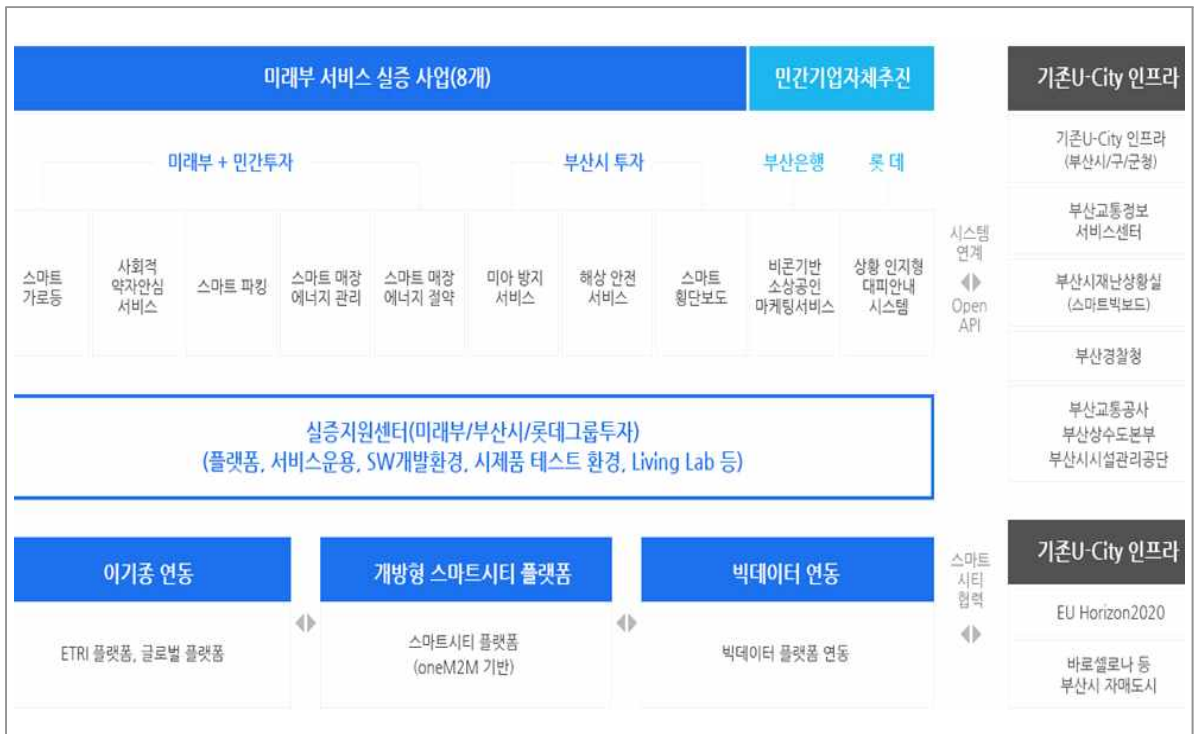 미래부 서비스 실증 사업(8개)
민간기업자체추진
미래부 + 민간투자
부산시 투자
부산은행
롯 데
스마트
가로등
사회적
약자안심
서비스
스마트 파킹
스마트 매장
에너지 관리
스마트 매장
에너지 절약
미아 방지
서비스
해상 안전
서비스
스마트
횡단보도
비콘기반
소상공인
마케팅서비스
상황 인지형
대피안내
시스템
시스템
연계
Open
API
기존U-City 인프라
기존U-City 인프라
(부산시/구/군청)
부산교통정보
서비스센터
부산시재난상황실
(스마트빅보드)
부산경찰청
부산교통공사
부산상수도본부
부산시시설관리공단
실증지원센터(미래부/부산시/롯데그룹투자)
(플랫폼, 서비스운용, SW개발환경, 시제품 테스트 환경, Living Lab 등)
이기종 연동
ETRI 플랫폼, 글로벌 플랫폼
개방형 스마트시티 플랫폼
스마트시티 플랫폼
(oneM2M 기반)
빅데이터 연동
빅데이터 플랫폼 연동
스마트
시티
협력
기존U-City 인프라
EU Horizon2020
바로셀로나 등
부산시 자매도시